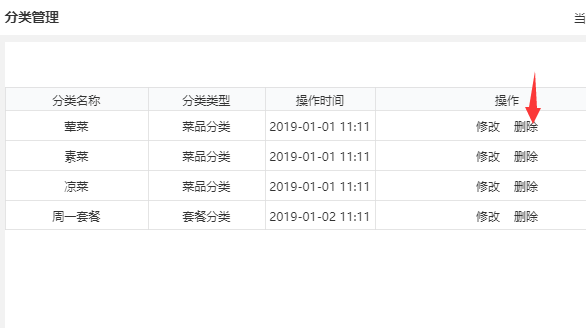 分类管理
当
分类名称 分类类型 操作时间 操作
荤菜 菜品分类 2019-01-01 11:11 修改 删除
素菜 菜品分类 2019-01-01 11:11 修改 删除
凉菜 菜品分类 2019-01-01 11:11 修改 删除
周一套餐 套餐分类 2019-01-02 11:11 修改 删除